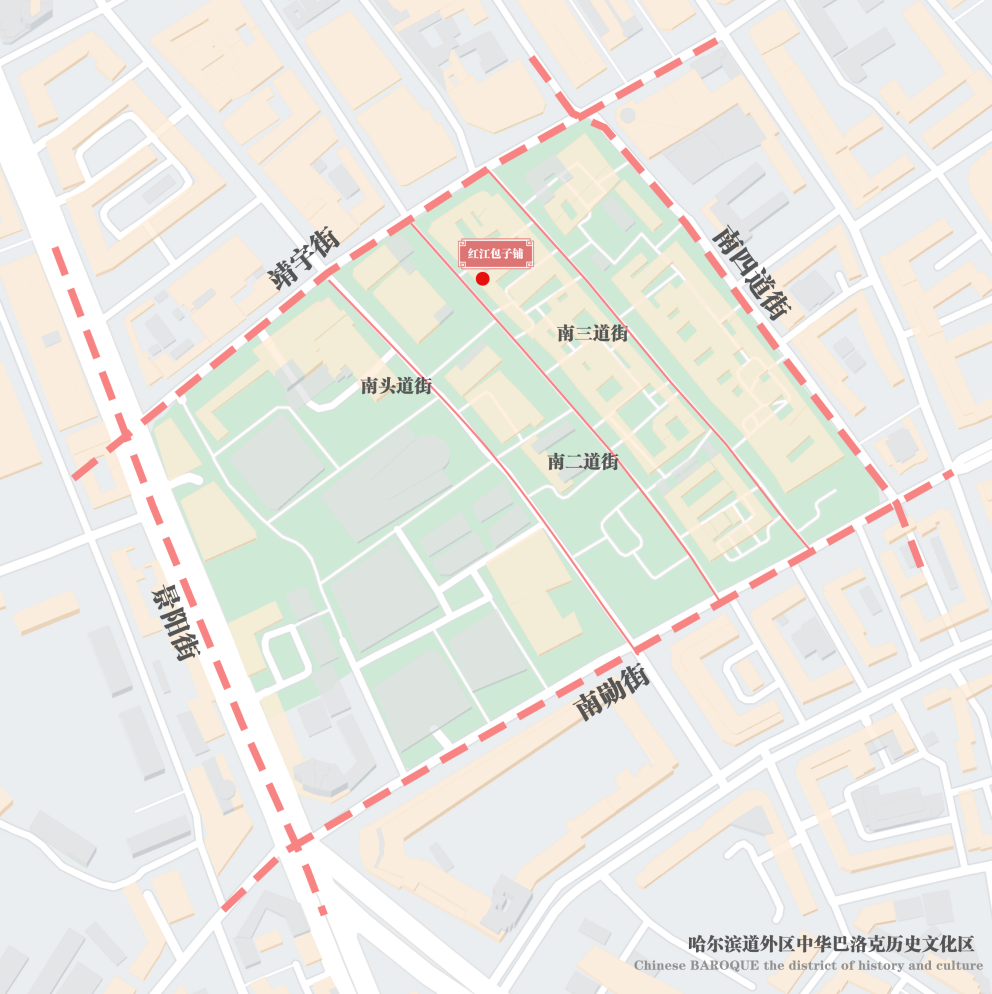 靖宇街
红江包子铺
南四道街
南三道街
南头道街
南二道街
景阳街
南勋街
哈尔滨道外区中华巴洛克历史文化区
Chinese BAROQUE the district of history and culture